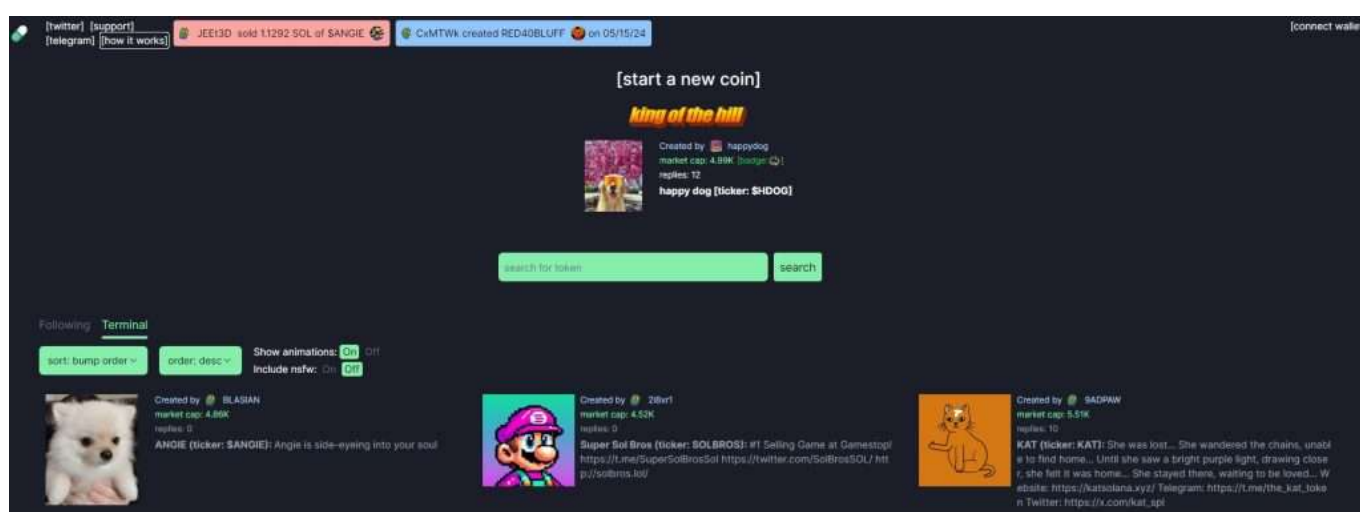 [twitter] [support]
[telegram] [how it works]
JEEt3D sold 1.1292 SOL of $ANGIE
CxMTWk created RED40BLUFF on 05/15/24
[connect walle
[start a new coin]
king of the hill
Created by happydog
market cap: 4.99K [badge: ]
replies: 12
happy dog [ticker: $HDOG]
search for token
search
Following Terminal
sort: bump order
order: desc
Show animations: On Off
Include nsfw: On Off
Created by BLASIAN
market cap: 4.86K
replies: 0
ANGIE (ticker: $ANGIE): Angie is side-eyeing into your soul
Created by 2i8vr1
market cap: 4.52K
replies: 0
Super Sol Bros (ticker: SOLBROS): #1 Selling Game at Gamestop!
https://t.me/SuperSolBrosSol https://twitter.com/SolBrosSOL/ htt
p://solbros.lol/
Created by 9ADPAW
market cap: 5.51K
replies: 10
KAT (ticker: KAT): She was lost... She wandered the chains, unabl
e to find home... Until she saw a bright purple light, drawing close
r, she felt it was home... She stayed there, waiting to be loved... W
ebsite: https://katsolana.xyz/ Telegram: https://t.me/the_kat_toke
n Twitter: https://x.com/kat_spl